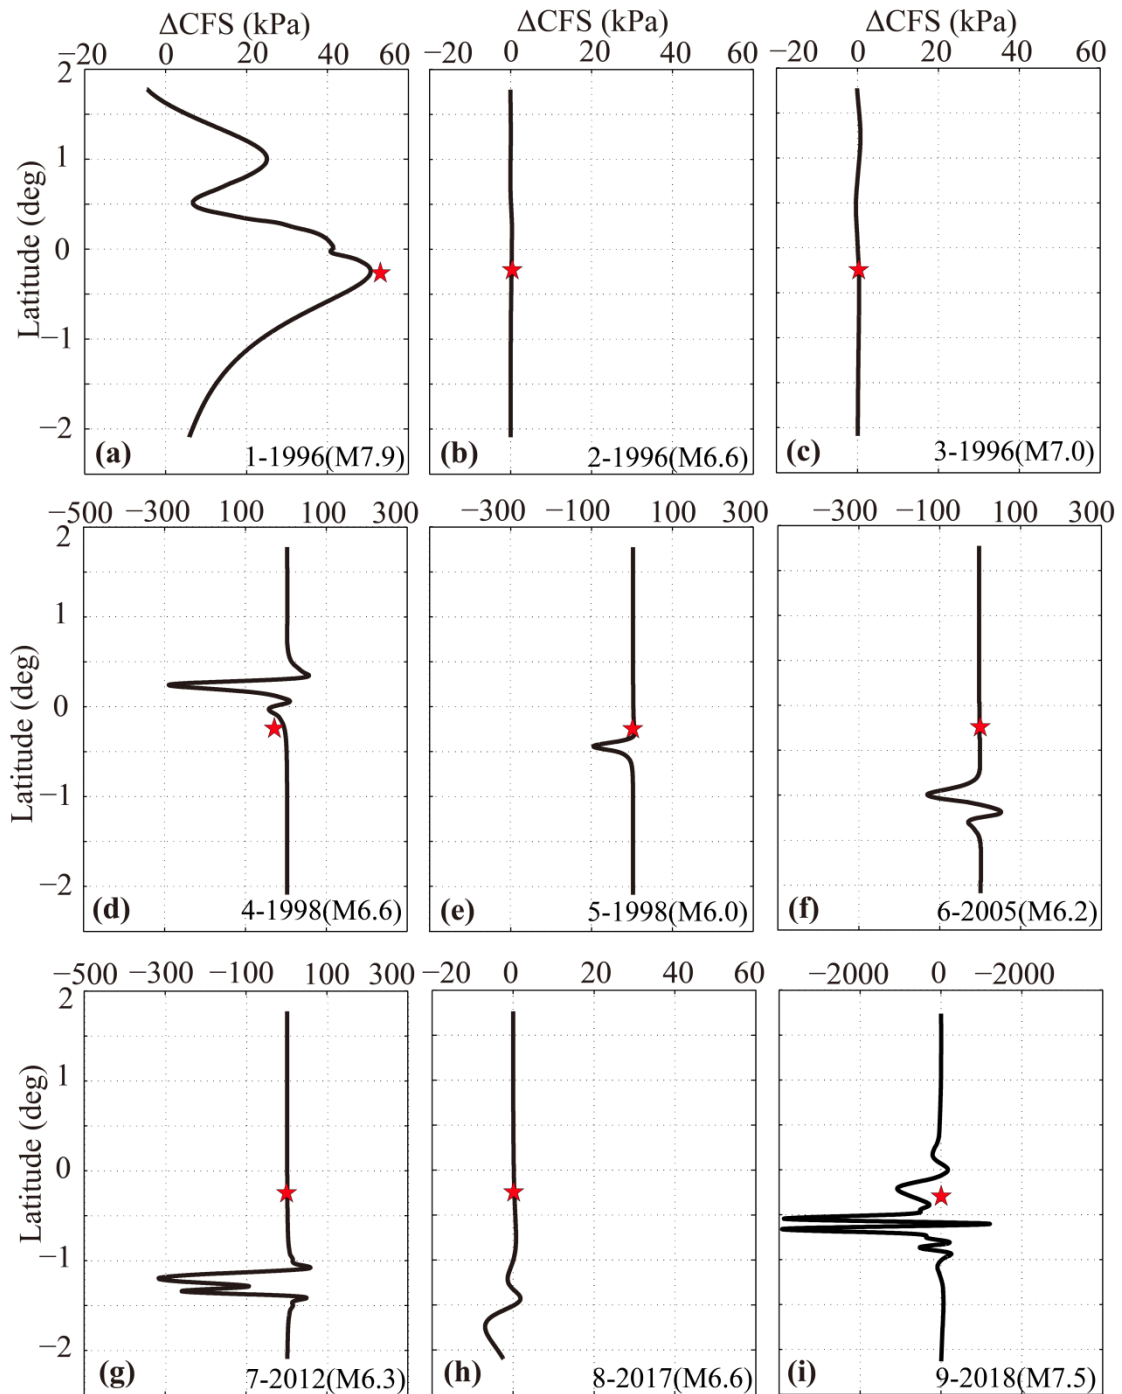 ΔCFS (kPa) ΔCFS (kPa) ΔCFS (kPa)
−20 0 20 40 60 −20 0 20 40 60 −20 0 20 40 60
2
1
0
−1
−2
Latitude (deg)
(a) 1-1996(M7.9) (b) 2-1996(M6.6) (c) 3-1996(M7.0)
−500 −300 −100 100 300 −300 −100 100 300 −300 −100 100 300
2
1
0
−1
−2
Latitude (deg)
(d) 4-1998(M6.6) (e) 5-1998(M6.0) (f) 6-2005(M6.2)
−500 −300 −100 100 300 −20 0 20 40 60 −2000 0 −2000
2
1
0
−1
−2
Latitude (deg)
(g) 7-2012(M6.3) (h) 8-2017(M6.6) (i) 9-2018(M7.5)